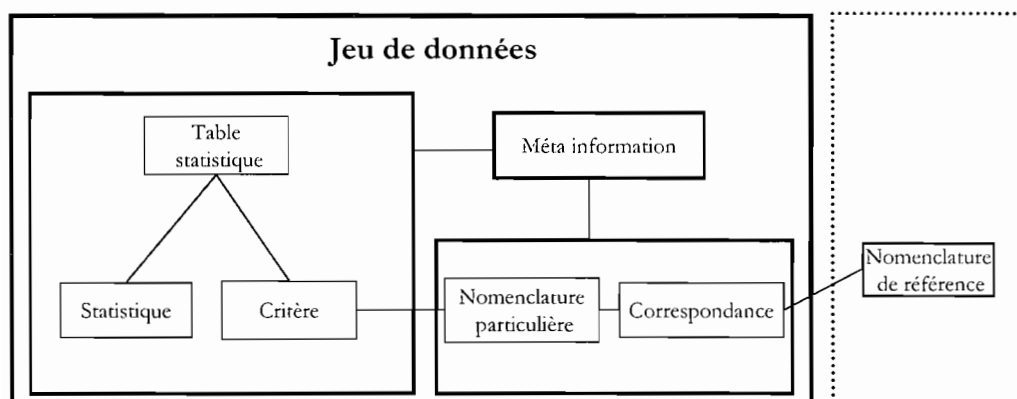 Jeu de données
Table
statistique
Méta information
Statistique
Critère
Nomenclature
particulière
Correspondance
Nomenclature
de référence